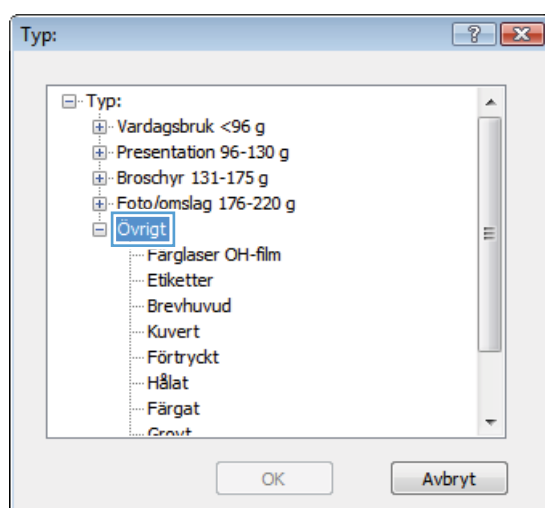 Typ:
Typ:
Vardagsbruk <96 g
Presentation 96-130 g
Broschyr 131-175 g
Foto/omslag 176-220 g
Övrigt
Färglaser OH-film
Etiketter
Brevhuvud
Kuvert
Förtryckt
Hålat
Färgat
Grovt
OK
Avbryt